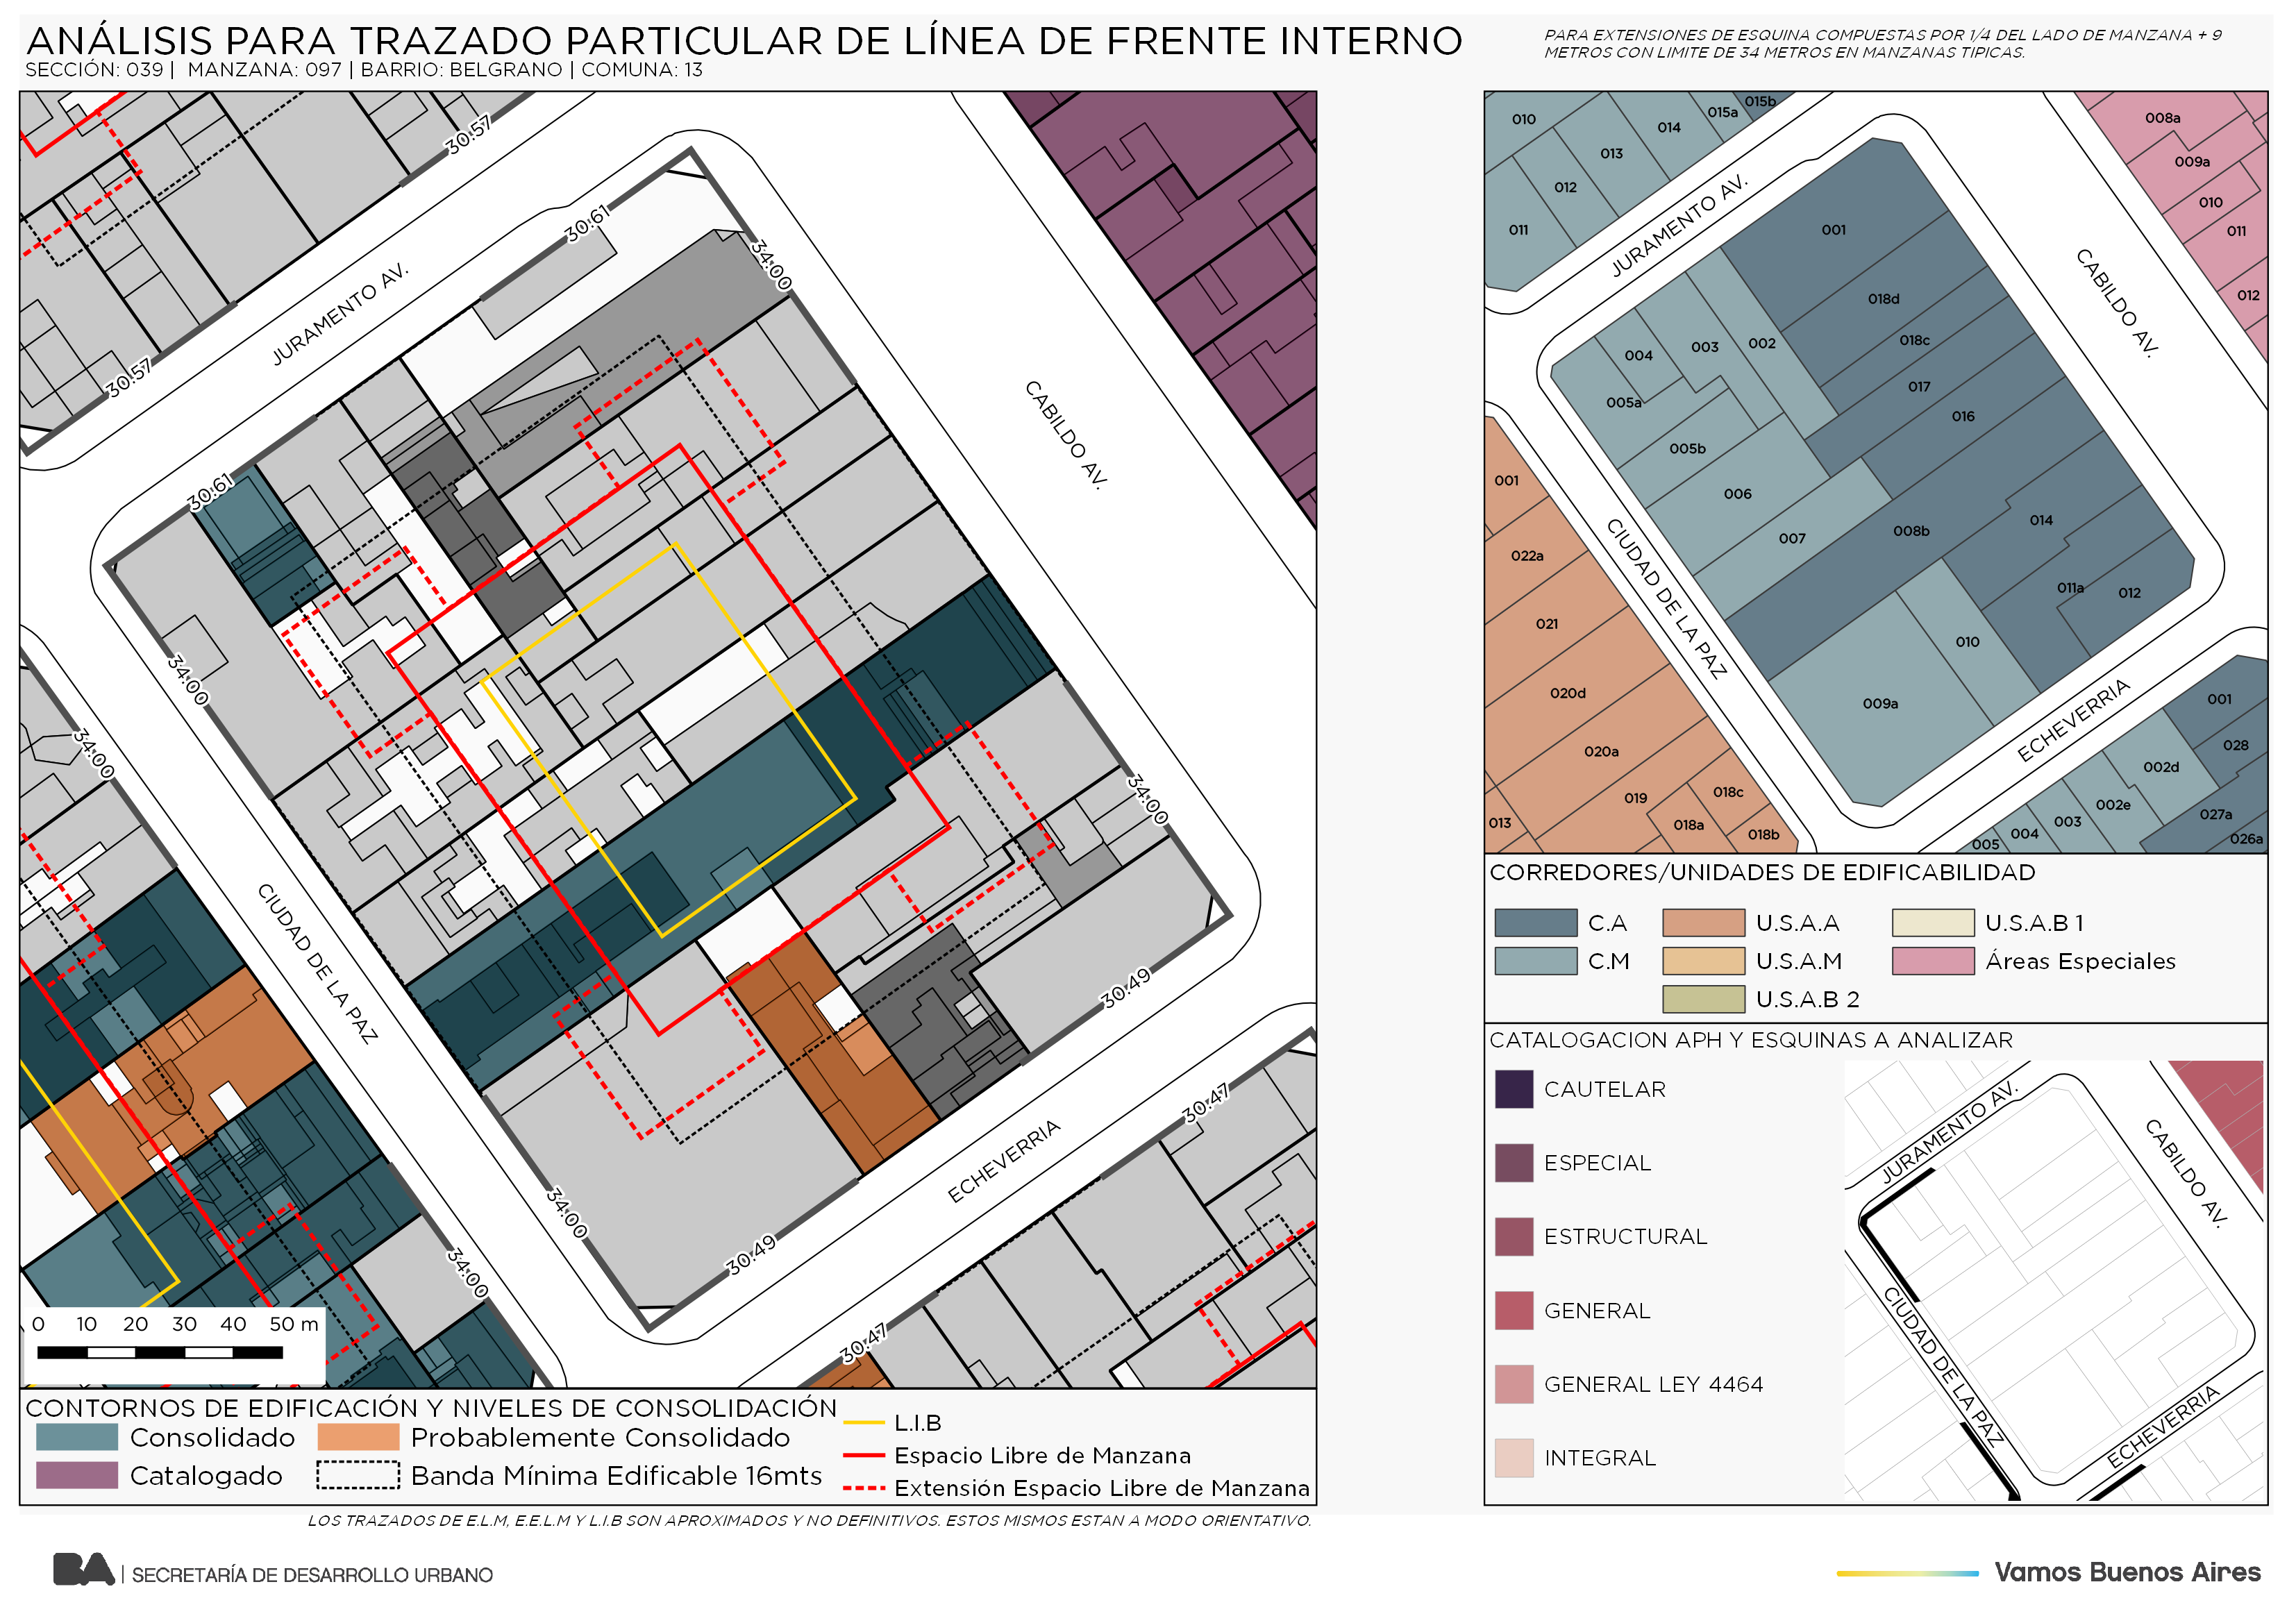 ANÁLISIS PARA TRAZADO PARTICULAR DE LÍNEA DE FRENTE INTERNO
SECCIÓN: 039 | MANZANA: 097 | BARRIO: BELGRANO | COMUNA: 13
PARA EXTENSIONES DE ESQUINA COMPUESTAS POR 1/4 DEL LADO DE MANZANA + 9
METROS CON LIMITE DE 34 METROS EN MANZANAS TIPICAS.
30.57
30.61
34.00
JURAMENTO AV.
30.57
CABILDO AV.
30.61
34.00
34.00
34.00
CIUDAD DE LA PAZ
30.49
ECHEVERRIA
30.47
34.00
30.49
34.00
30.47
0 10 20 30 40 50 m
CONTORNOS DE EDIFICACIÓN Y NIVELES DE CONSOLIDACIÓN
Consolidado
Probablemente Consolidado
Catalogado
Banda Mínima Edificable 16mts
L.I.B
Espacio Libre de Manzana
Extensión Espacio Libre de Manzana
LOS TRAZADOS DE E.L.M, E.E.L.M Y L.I.B SON APROXIMADOS Y NO DEFINITIVOS. ESTOS MISMOS ESTAN A MODO ORIENTATIVO.
010
014
015a
015b
013
012
011
008a
009a
010
011
012
JURAMENTO AV.
CABILDO AV.
001
018d
018c
017
016
002
003
004
005a
005b
006
007
008b
014
011a
012
010
009a
CIUDAD DE LA PAZ
ECHEVERRIA
001
022a
021
020d
020a
019
018c
018a
018b
013
001
028
002d
002e
003
004
005
027a
026a
CORREDORES/UNIDADES DE EDIFICABILIDAD
C.A
U.S.A.A
U.S.A.B 1
C.M
U.S.A.M
Áreas Especiales
U.S.A.B 2
CATALOGACION APH Y ESQUINAS A ANALIZAR
CAUTELAR
ESPECIAL
ESTRUCTURAL
GENERAL
GENERAL LEY 4464
INTEGRAL
JURAMENTO AV.
CABILDO AV.
CIUDAD DE LA PAZ
ECHEVERRIA
BA | SECRETARÍA DE DESARROLLO URBANO
Vamos Buenos Aires